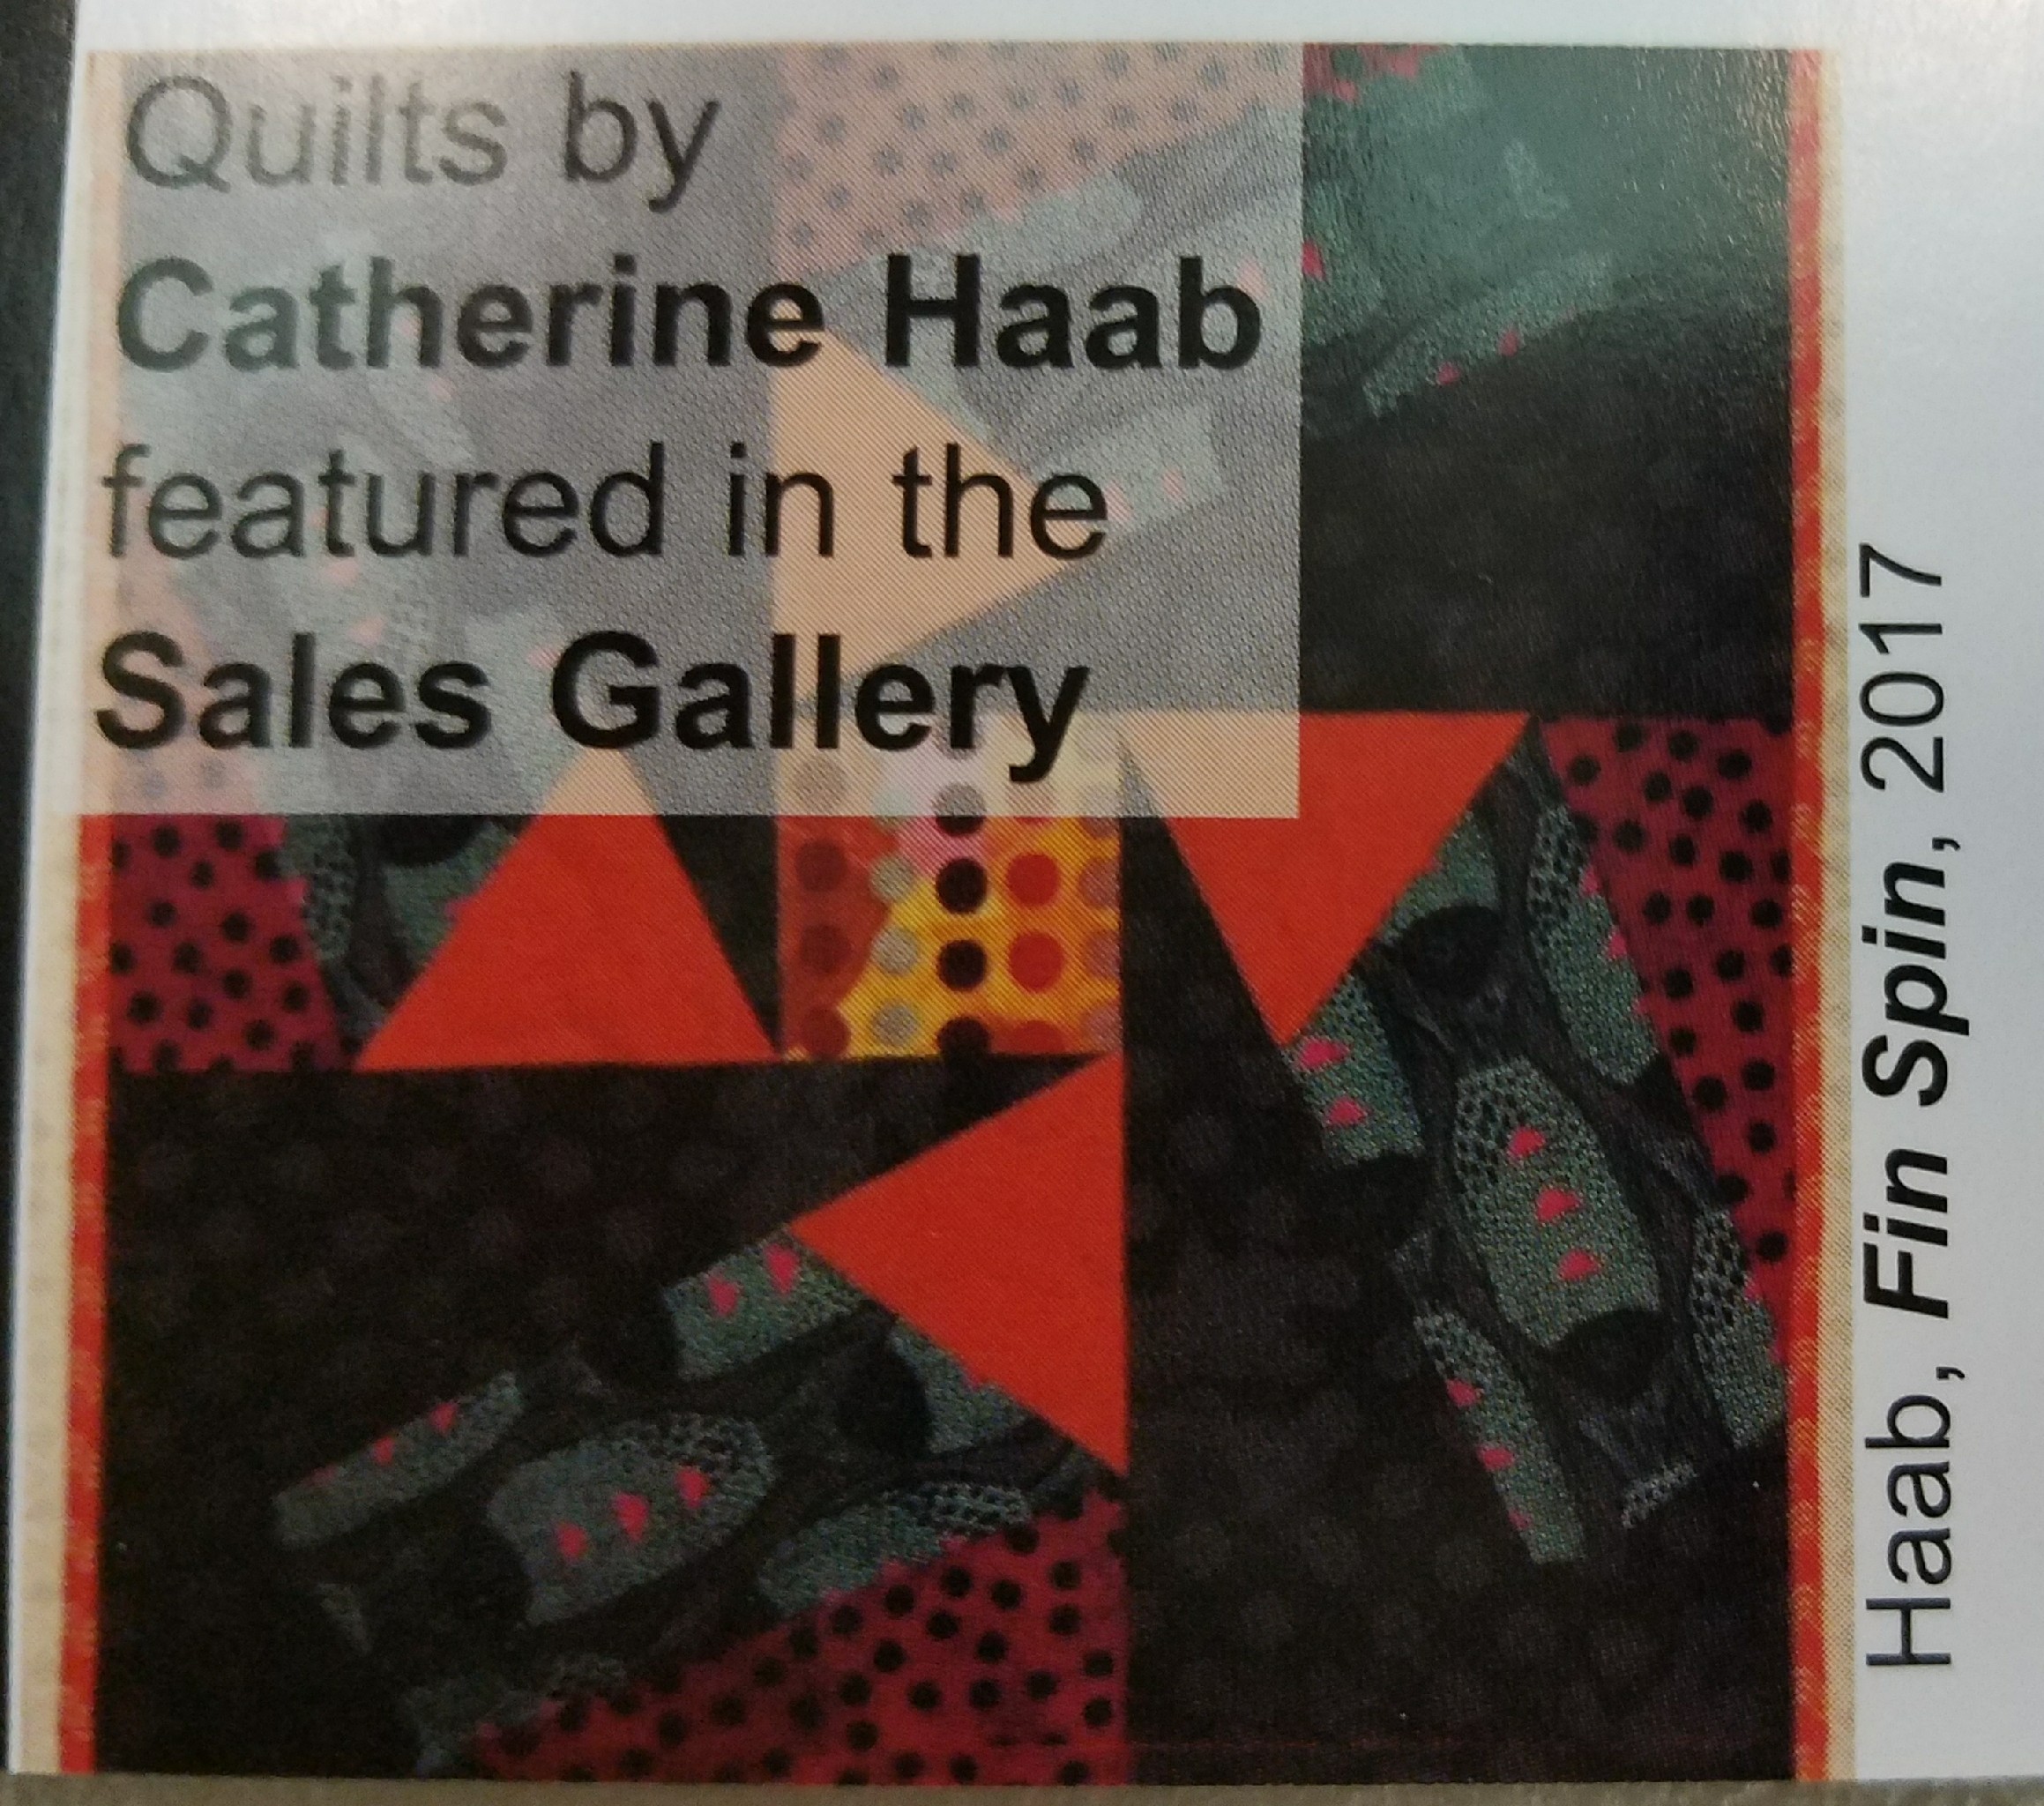 Quilts by
Catherine Haab
featured in the
Sales Gallery
Haab, Fin Spin, 2017